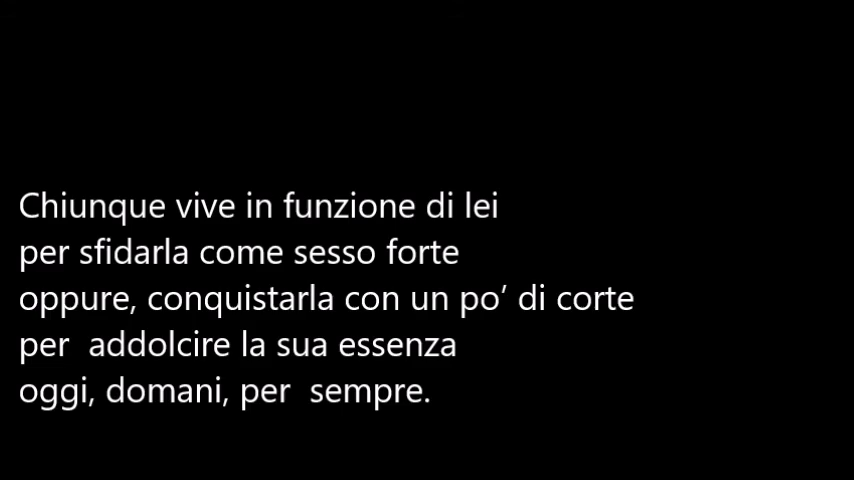 Chiunque vive in funzione di lei
per sfidarla come sesso forte
oppure, conquistarla con un po’ di corte
per  addolcire la sua essenza
oggi, domani, per  sempre.